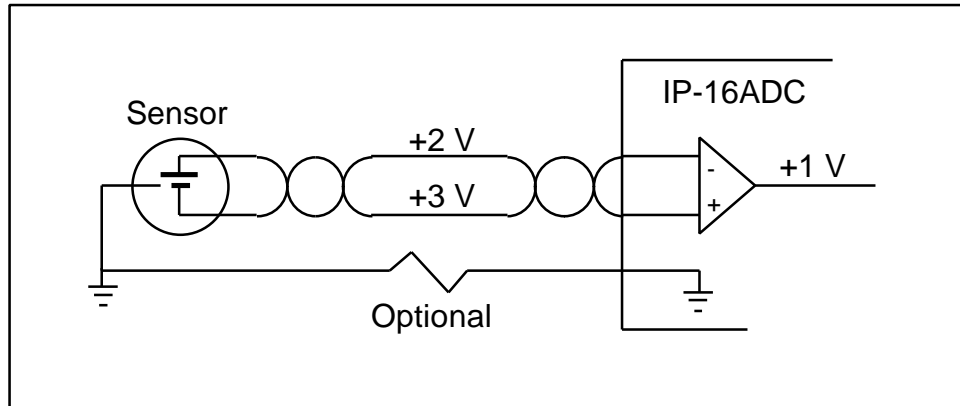 IP-16ADC
Sensor
+2 V
-
+1 V
+3 V
+
Optional